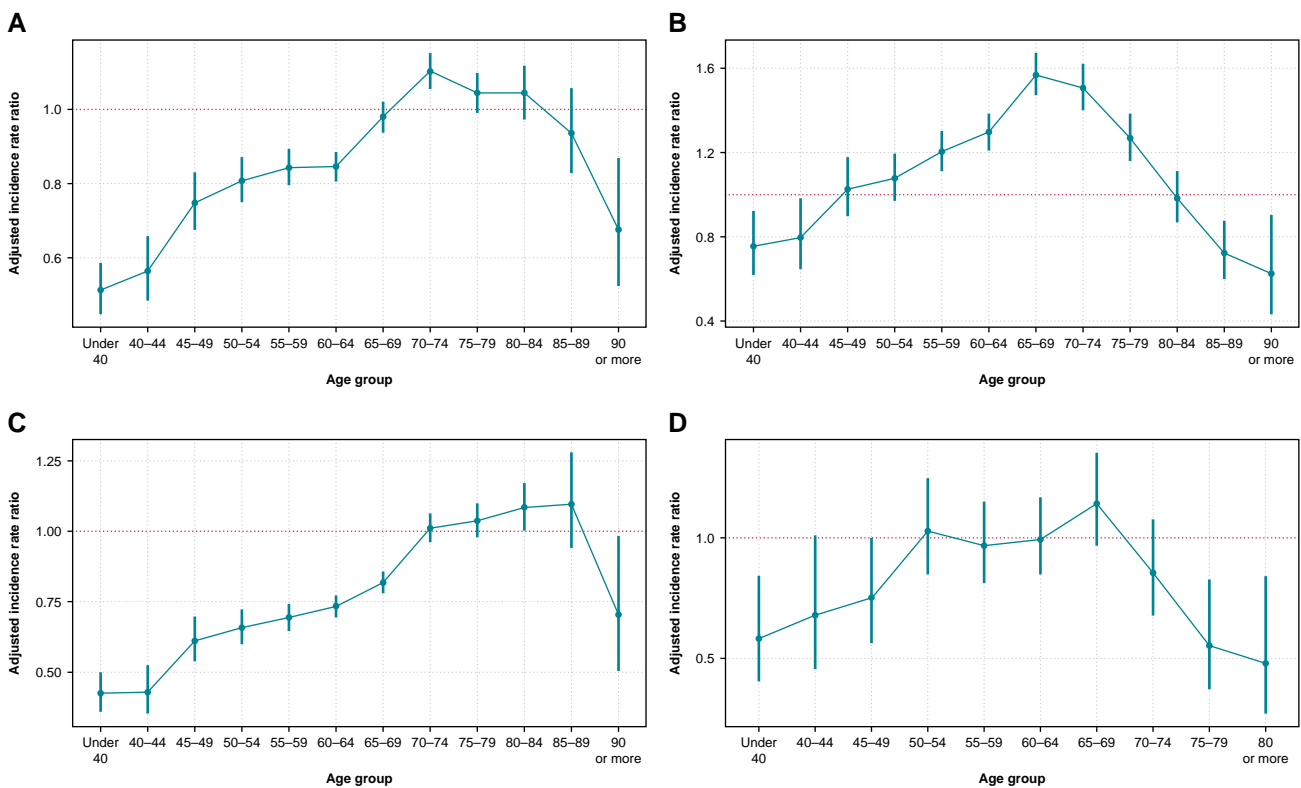 A
Adjusted incidence rate ratio
1.0
0.8
0.6
Under 40
40–44
45–49
50–54
55–59
60–64
65–69
70–74
75–79
80–84
85–89
90 or more
Age group
B
Adjusted incidence rate ratio
1.6
1.2
0.8
0.4
Under 40
40–44
45–49
50–54
55–59
60–64
65–69
70–74
75–79
80–84
85–89
90 or more
Age group
C
Adjusted incidence rate ratio
1.25
1.00
0.75
0.50
Under 40
40–44
45–49
50–54
55–59
60–64
65–69
70–74
75–79
80–84
85–89
90 or more
Age group
D
Adjusted incidence rate ratio
1.0
0.5
Under 40
40–44
45–49
50–54
55–59
60–64
65–69
70–74
75–79
80 or more
Age group